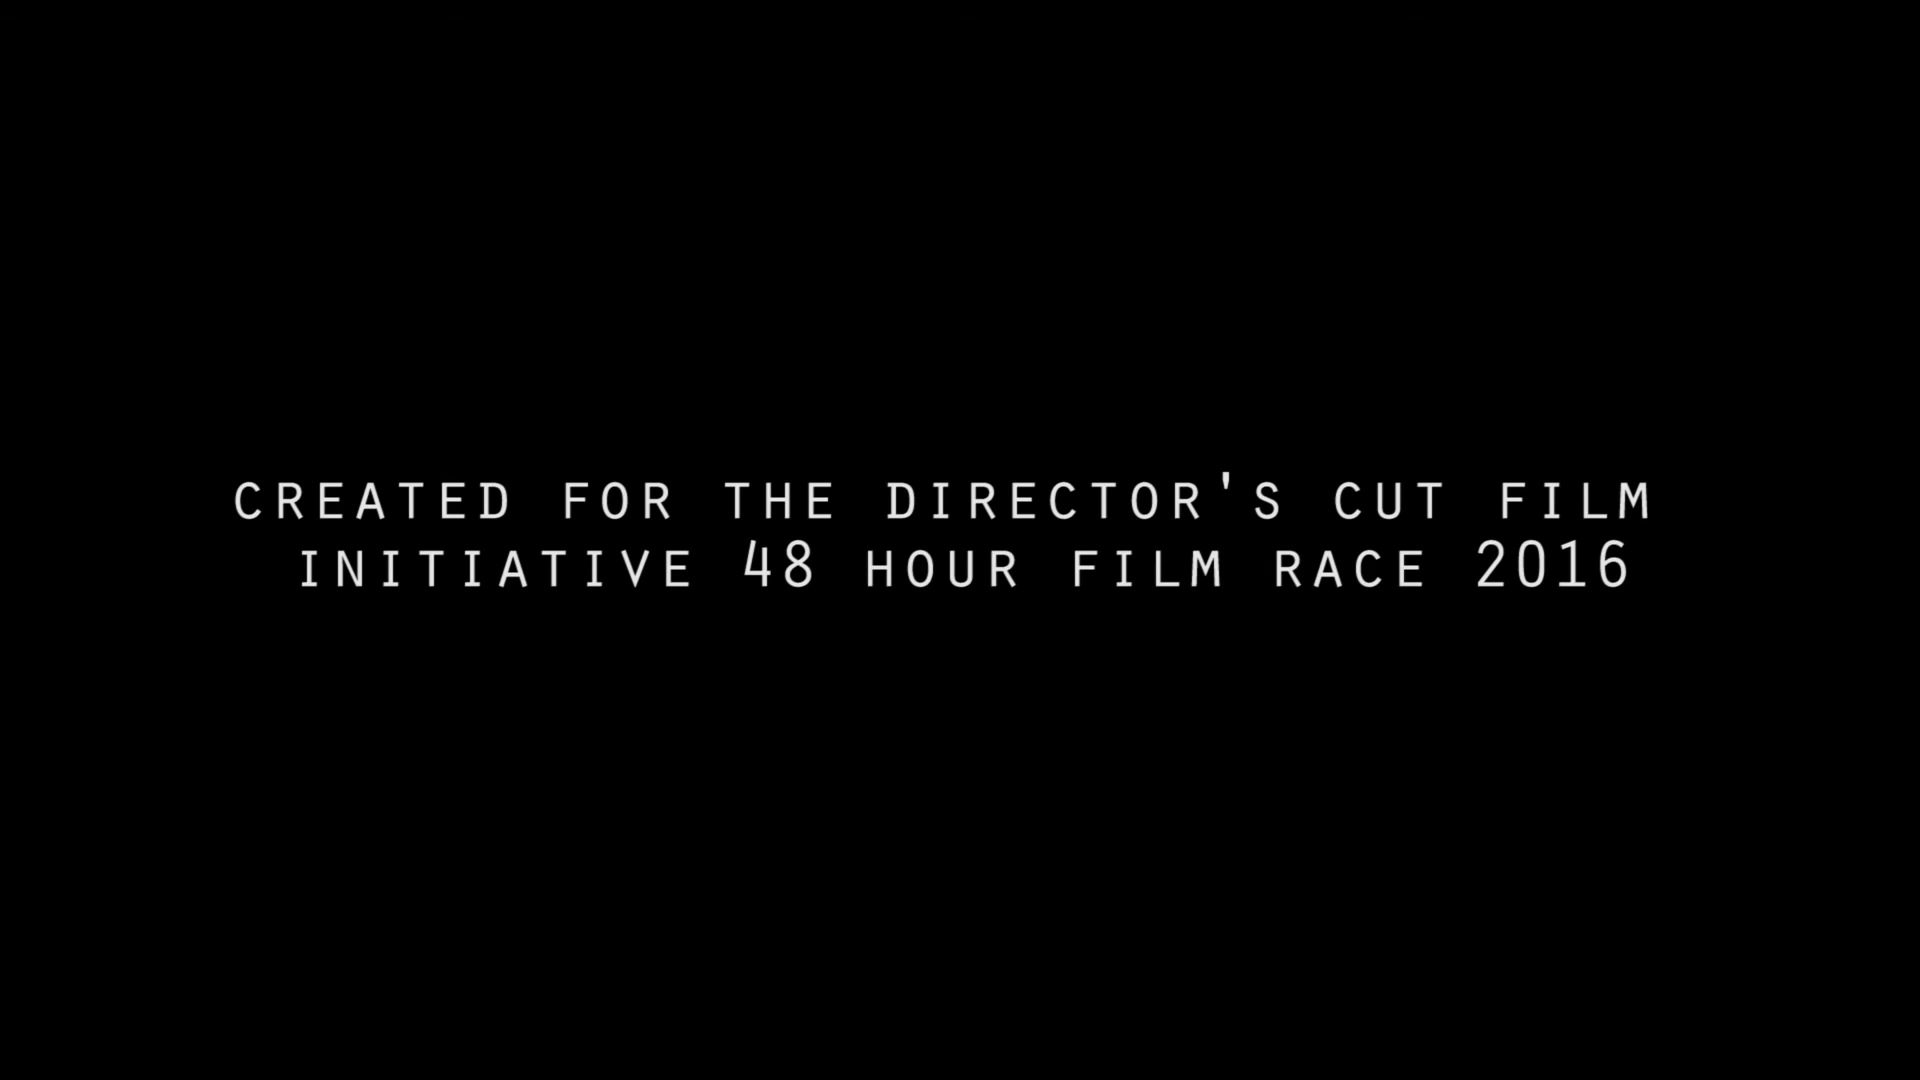 CREATED FOR THE DIRECTOR'S CUT FILM
INITIATIVE 48 HOUR FILM RACE 2016